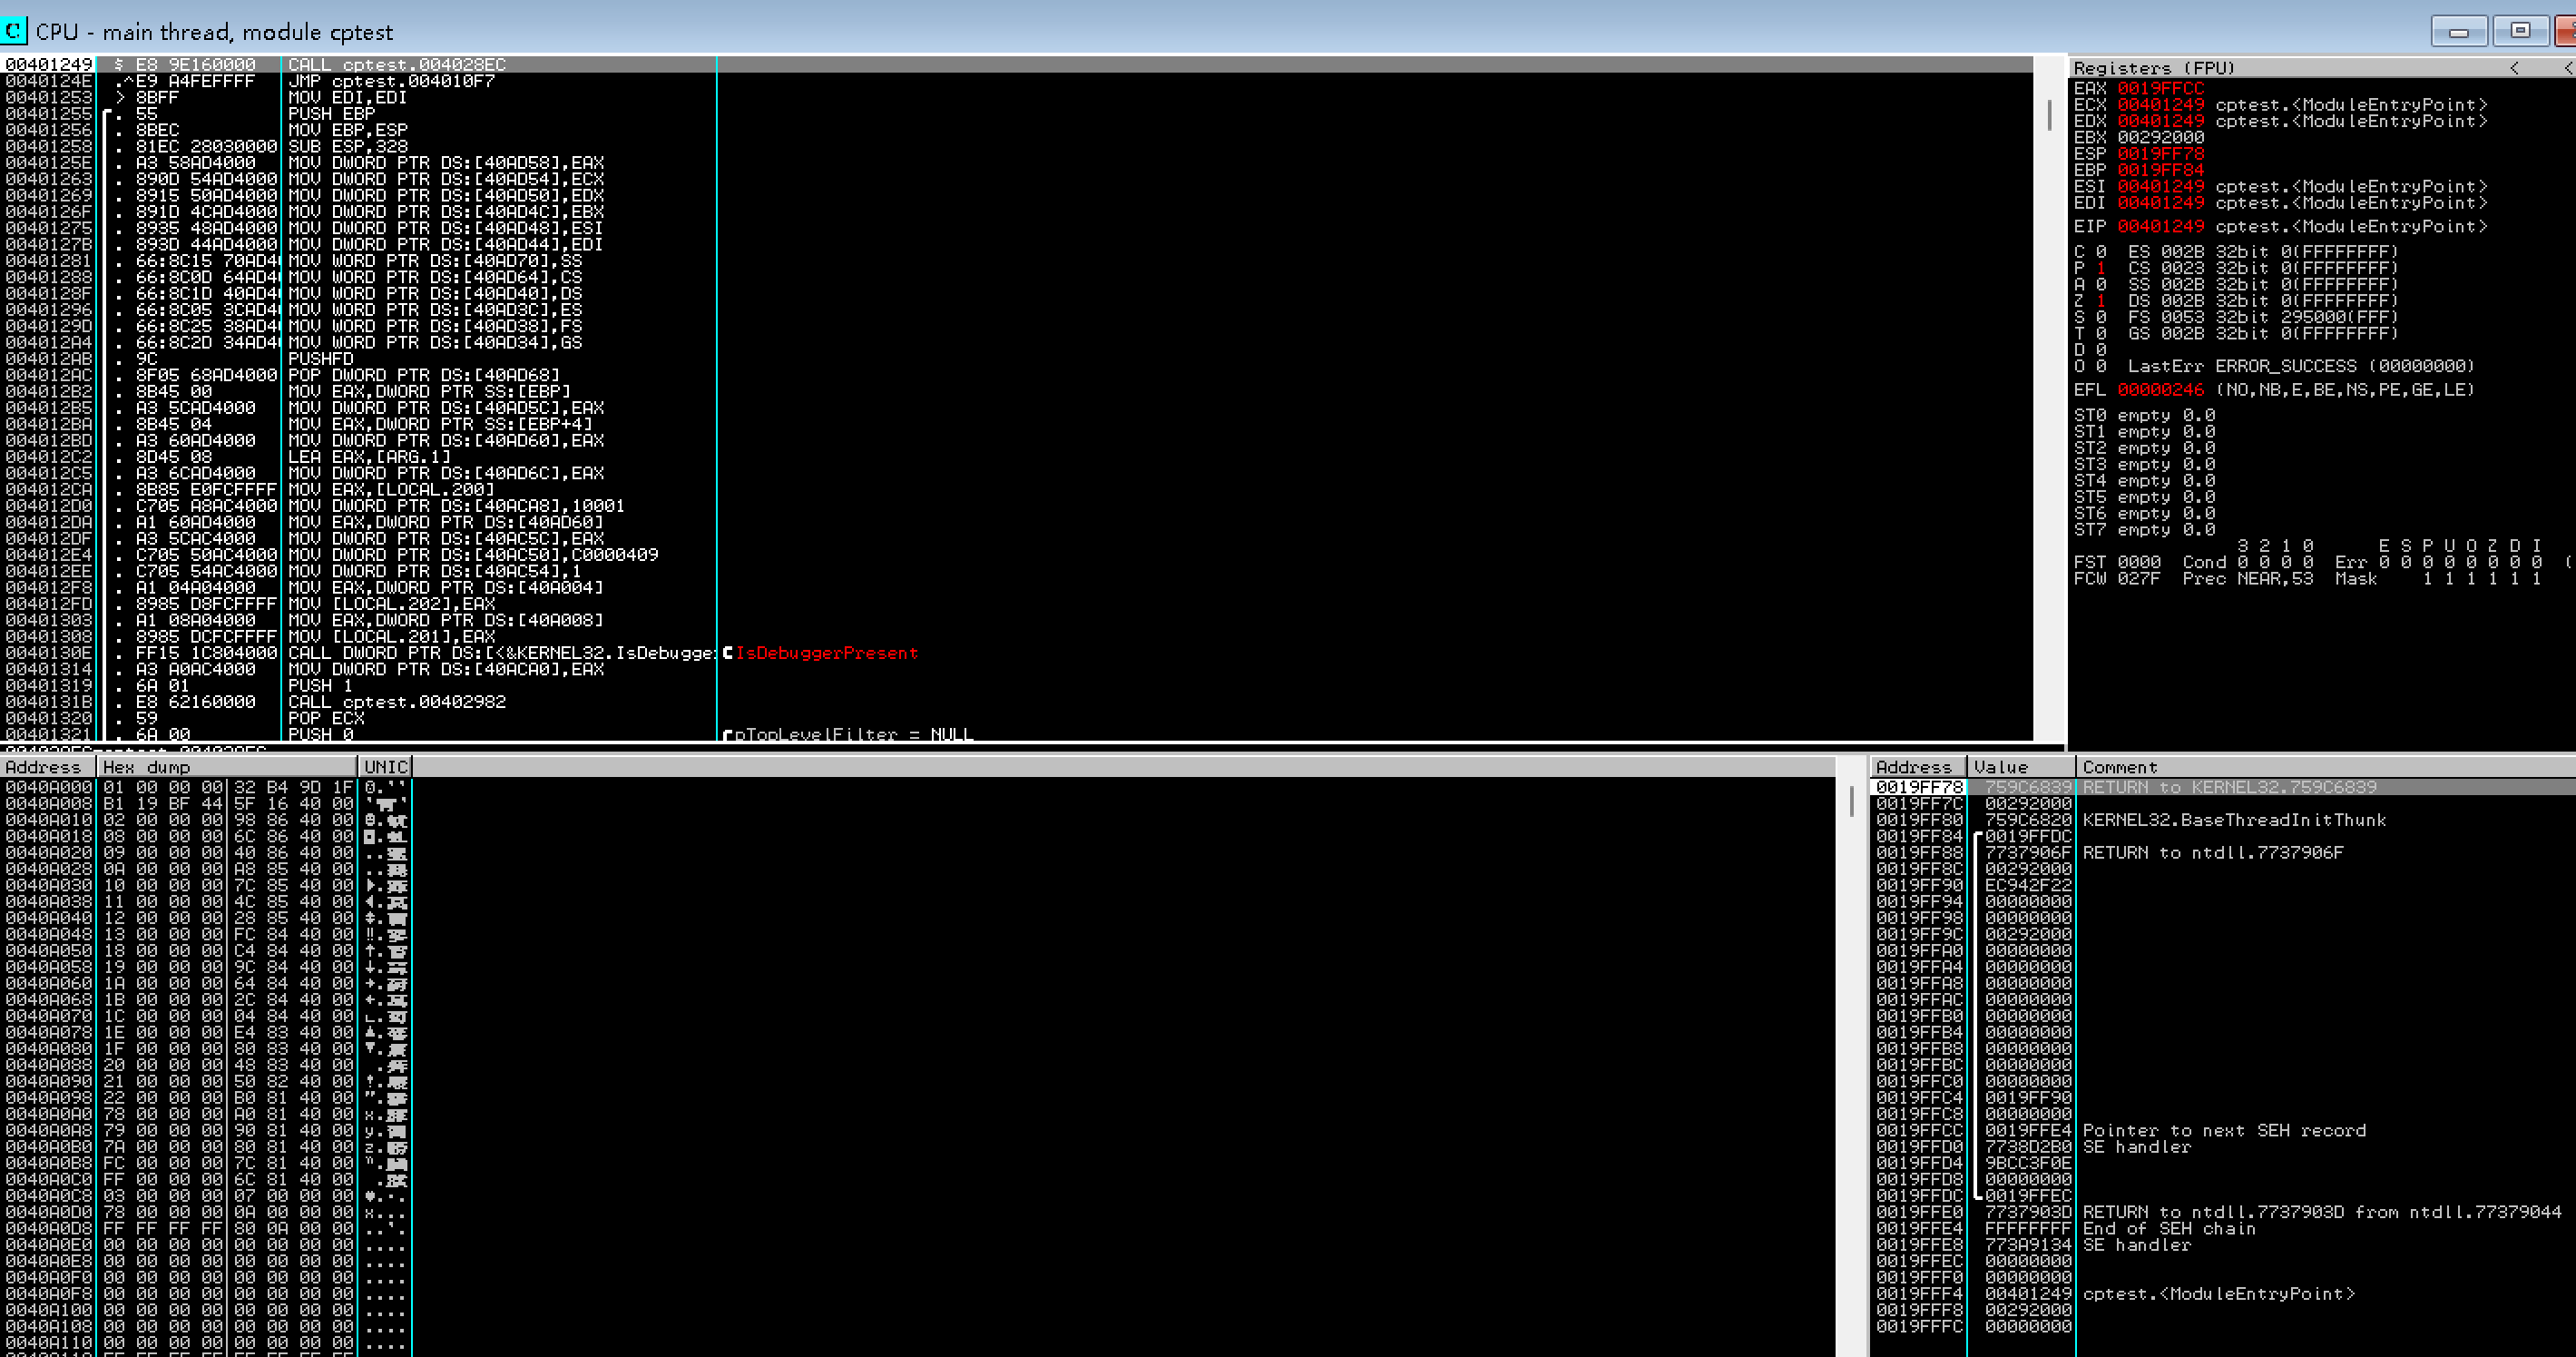 C CPU - main thread, module cptest
00401249 $ E8 9E160000 CALL cptest.004028EC
0040124E .^E9 A4FEFFFF JMP cptest.004010F7
00401253 > 8BFF MOV EDI,EDI
00401255 . 55 PUSH EBP
00401256 . 8BEC MOV EBP,ESP
00401258 . 81EC 28030000 SUB ESP,328
0040125E . A3 58AD4000 MOV DWORD PTR DS:[40AD58],EAX
00401263 . 890D 54AD4000 MOV DWORD PTR DS:[40AD54],ECX
00401269 . 8915 50AD4000 MOV DWORD PTR DS:[40AD50],EDX
0040126F . 891D 4CAD4000 MOV DWORD PTR DS:[40AD4C],EBX
00401275 . 8935 48AD4000 MOV DWORD PTR DS:[40AD48],ESI
0040127B . 893D 44AD4000 MOV DWORD PTR DS:[40AD44],EDI
00401281 . 66:8C15 70AD4 MOV WORD PTR DS:[40AD70],SS
00401288 . 66:8C0D 64AD4 MOV WORD PTR DS:[40AD64],CS
0040128F . 66:8C1D 40AD4 MOV WORD PTR DS:[40AD40],DS
00401296 . 66:8C05 3CAD4 MOV WORD PTR DS:[40AD3C],ES
0040129D . 66:8C25 38AD4 MOV WORD PTR DS:[40AD38],FS
004012A4 . 66:8C2D 34AD4 MOV WORD PTR DS:[40AD34],GS
004012AB . 9C PUSHFD
004012AC . 8F05 68AD4000 POP DWORD PTR DS:[40AD68]
004012B2 . 8B45 00 MOV EAX,DWORD PTR SS:[EBP]
004012B5 . A3 5CAD4000 MOV DWORD PTR DS:[40AD5C],EAX
004012BA . 8B45 04 MOV EAX,DWORD PTR SS:[EBP+4]
004012BD . A3 60AD4000 MOV DWORD PTR DS:[40AD60],EAX
004012C2 . 8D45 08 LEA EAX,[ARG.1]
004012C5 . A3 6CAD4000 MOV DWORD PTR DS:[40AD6C],EAX
004012CA . 8B85 E0FCFFFF MOV EAX,[LOCAL.200]
004012D0 . C705 A8AC4000 MOV DWORD PTR DS:[40ACA8],10001
004012DA . A1 60AD4000 MOV EAX,DWORD PTR DS:[40AD60]
004012DF . A3 5CAC4000 MOV DWORD PTR DS:[40AC5C],EAX
004012E4 . C705 50AC4000 MOV DWORD PTR DS:[40AC50],C0000409
004012EE . C705 54AC4000 MOV DWORD PTR DS:[40AC54],1
004012F8 . A1 04A04000 MOV EAX,DWORD PTR DS:[40A004]
004012FD . 8985 D8FCFFFF MOV [LOCAL.202],EAX
00401303 . A1 08A04000 MOV EAX,DWORD PTR DS:[40A008]
00401308 . 8985 DCFCFFFF MOV [LOCAL.201],EAX
0040130E . FF15 1C804000 CALL DWORD PTR DS:[<&KERNEL32.IsDebugge IsDebuggerPresent
00401314 . A3 A0AC4000 MOV DWORD PTR DS:[40ACA0],EAX
00401319 . 6A 01 PUSH 1
0040131B . E8 62160000 CALL cptest.00402982
00401320 . 59 POP ECX
00401321 . 6A 00 PUSH 0 pTopLevelFilter = NULL
Registers (FPU) < <
EAX 0019FFCC
ECX 00401249 cptest.<ModuleEntryPoint>
EDX 00401249 cptest.<ModuleEntryPoint>
EBX 00292000
ESP 0019FF78
EBP 0019FF84
ESI 00401249 cptest.<ModuleEntryPoint>
EDI 00401249 cptest.<ModuleEntryPoint>
EIP 00401249 cptest.<ModuleEntryPoint>
C 0 ES 002B 32bit 0(FFFFFFFF)
P 1 CS 0023 32bit 0(FFFFFFFF)
A 0 SS 002B 32bit 0(FFFFFFFF)
Z 1 DS 002B 32bit 0(FFFFFFFF)
S 0 FS 0053 32bit 295000(FFF)
T 0 GS 002B 32bit 0(FFFFFFFF)
D 0
O 0 LastErr ERROR_SUCCESS (00000000)
EFL 00000246 (NO,NB,E,BE,NS,PE,GE,LE)
ST0 empty 0.0
ST1 empty 0.0
ST2 empty 0.0
ST3 empty 0.0
ST4 empty 0.0
ST5 empty 0.0
ST6 empty 0.0
ST7 empty 0.0
3 2 1 0 E S P U O Z D I
FST 0000 Cond 0 0 0 0 Err 0 0 0 0 0 0 0 0 (
FCW 027F Prec NEAR,53 Mask 1 1 1 1 1 1
Address Hex dump UNIC
0040A000 01 00 00 00 32 B4 9D 1F
0040A008 B1 19 BF 44 5F 16 40 00
0040A010 02 00 00 00 98 86 40 00
0040A018 08 00 00 00 6C 86 40 00
0040A020 09 00 00 00 40 86 40 00
0040A028 0A 00 00 00 A8 85 40 00
0040A030 10 00 00 00 7C 85 40 00
0040A038 11 00 00 00 4C 85 40 00
0040A040 12 00 00 00 28 85 40 00
0040A048 13 00 00 00 FC 84 40 00
0040A050 18 00 00 00 C4 84 40 00
0040A058 19 00 00 00 9C 84 40 00
0040A060 1A 00 00 00 64 84 40 00
0040A068 1B 00 00 00 2C 84 40 00
0040A070 1C 00 00 00 04 84 40 00
0040A078 1E 00 00 00 E4 83 40 00
0040A080 1F 00 00 00 80 83 40 00
0040A088 20 00 00 00 48 83 40 00
0040A090 21 00 00 00 50 82 40 00
0040A098 22 00 00 00 B0 81 40 00
0040A0A0 78 00 00 00 A0 81 40 00
0040A0A8 79 00 00 00 90 81 40 00
0040A0B0 7A 00 00 00 80 81 40 00
0040A0B8 FC 00 00 00 7C 81 40 00
0040A0C0 FF 00 00 00 6C 81 40 00
0040A0C8 03 00 00 00 07 00 00 00
0040A0D0 78 00 00 00 0A 00 00 00
0040A0D8 FF FF FF FF 80 0A 00 00
0040A0E0 00 00 00 00 00 00 00 00 ....
0040A0E8 00 00 00 00 00 00 00 00 ....
0040A0F0 00 00 00 00 00 00 00 00 ....
0040A0F8 00 00 00 00 00 00 00 00 ....
0040A100 00 00 00 00 00 00 00 00 ....
0040A108 00 00 00 00 00 00 00 00 ....
0040A110 00 00 00 00 00 00 00 00 ....
Address Value Comment
0019FF78 759C6839 RETURN to KERNEL32.759C6839
0019FF7C 00292000
0019FF80 759C6820 KERNEL32.BaseThreadInitThunk
0019FF84 0019FFDC
0019FF88 7737906F RETURN to ntdll.7737906F
0019FF8C 00292000
0019FF90 EC942F22
0019FF94 00000000
0019FF98 00000000
0019FF9C 00292000
0019FFA0 00000000
0019FFA4 00000000
0019FFA8 00000000
0019FFAC 00000000
0019FFB0 00000000
0019FFB4 00000000
0019FFB8 00000000
0019FFBC 00000000
0019FFC0 00000000
0019FFC4 0019FF90
0019FFC8 00000000
0019FFCC 0019FFE4 Pointer to next SEH record
0019FFD0 7738D2B0 SE handler
0019FFD4 9BCC3F0E
0019FFD8 00000000
0019FFDC 0019FFEC
0019FFE0 7737903D RETURN to ntdll.7737903D from ntdll.77379044
0019FFE4 FFFFFFFF End of SEH chain
0019FFE8 773A9134 SE handler
0019FFEC 00000000
0019FFF0 00000000
0019FFF4 00401249 cptest.<ModuleEntryPoint>
0019FFF8 00292000
0019FFFC 00000000